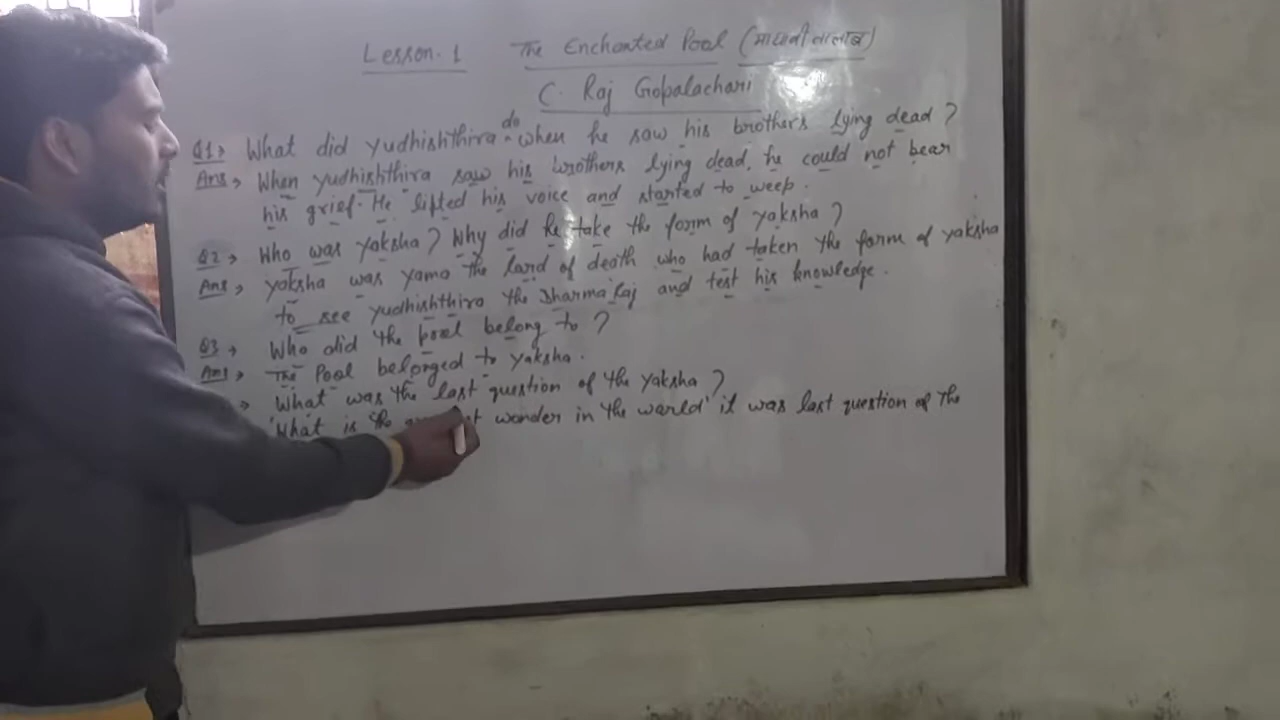 Lesson. 1 The Enchanted Pool (मायावी तालाब)
C. Raj Gopalachari
Q1→ What did yudhishthira do when he saw his brothers lying dead ?
Ans→ When yudhishthira saw his brothers lying dead, he could not bear
his grief. He lifted his voice and started to weep.
Q2→ Who was yaksha ? Why did he take the form of yaksha ?
Ans→ yaksha was yama the lard of death who had taken the form of yaksha
to see yudhishthira the Dharma Raj and test his knowledge.
Q3→ Who did the pool belong to ?
Ans→ The Pool belonged to yaksha.
→ What was the last question of the yaksha ?
'What is the wonder in the world' it was last question of the